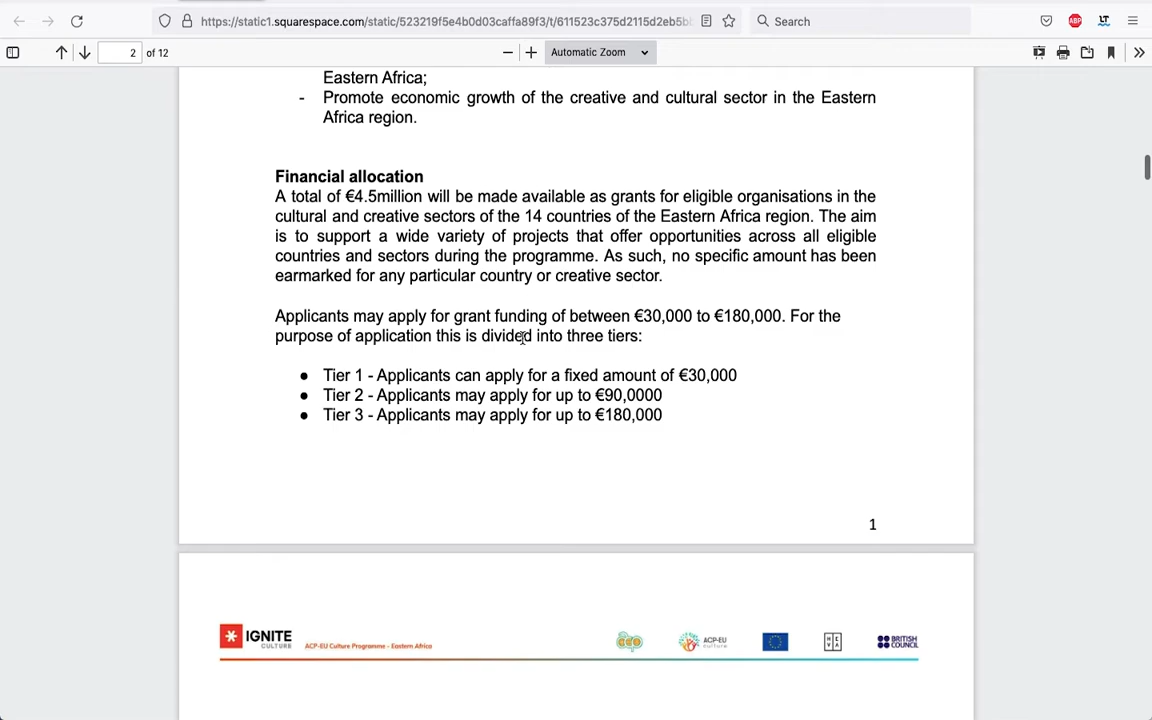 https://static1.squarespace.com/static/523219f5e4b0d03caffa89f3/t/611523c375d2115d2eb5b
Search
ABP
LT
2
of 12
Automatic Zoom
Eastern Africa;
- Promote economic growth of the creative and cultural sector in the Eastern
Africa region.
Financial allocation
A total of €4.5million will be made available as grants for eligible organisations in the
cultural and creative sectors of the 14 countries of the Eastern Africa region. The aim
is to support a wide variety of projects that offer opportunities across all eligible
countries and sectors during the programme. As such, no specific amount has been
earmarked for any particular country or creative sector.
Applicants may apply for grant funding of between €30,000 to €180,000. For the
purpose of application this is divided into three tiers:
● Tier 1 - Applicants can apply for a fixed amount of €30,000
● Tier 2 - Applicants may apply for up to €90,0000
● Tier 3 - Applicants may apply for up to €180,000
1
IGNITE
CULTURE
ACP-EU Culture Programme - Eastern Africa
acp
ACP-EU
culture
HE
VA
BRITISH
COUNCIL